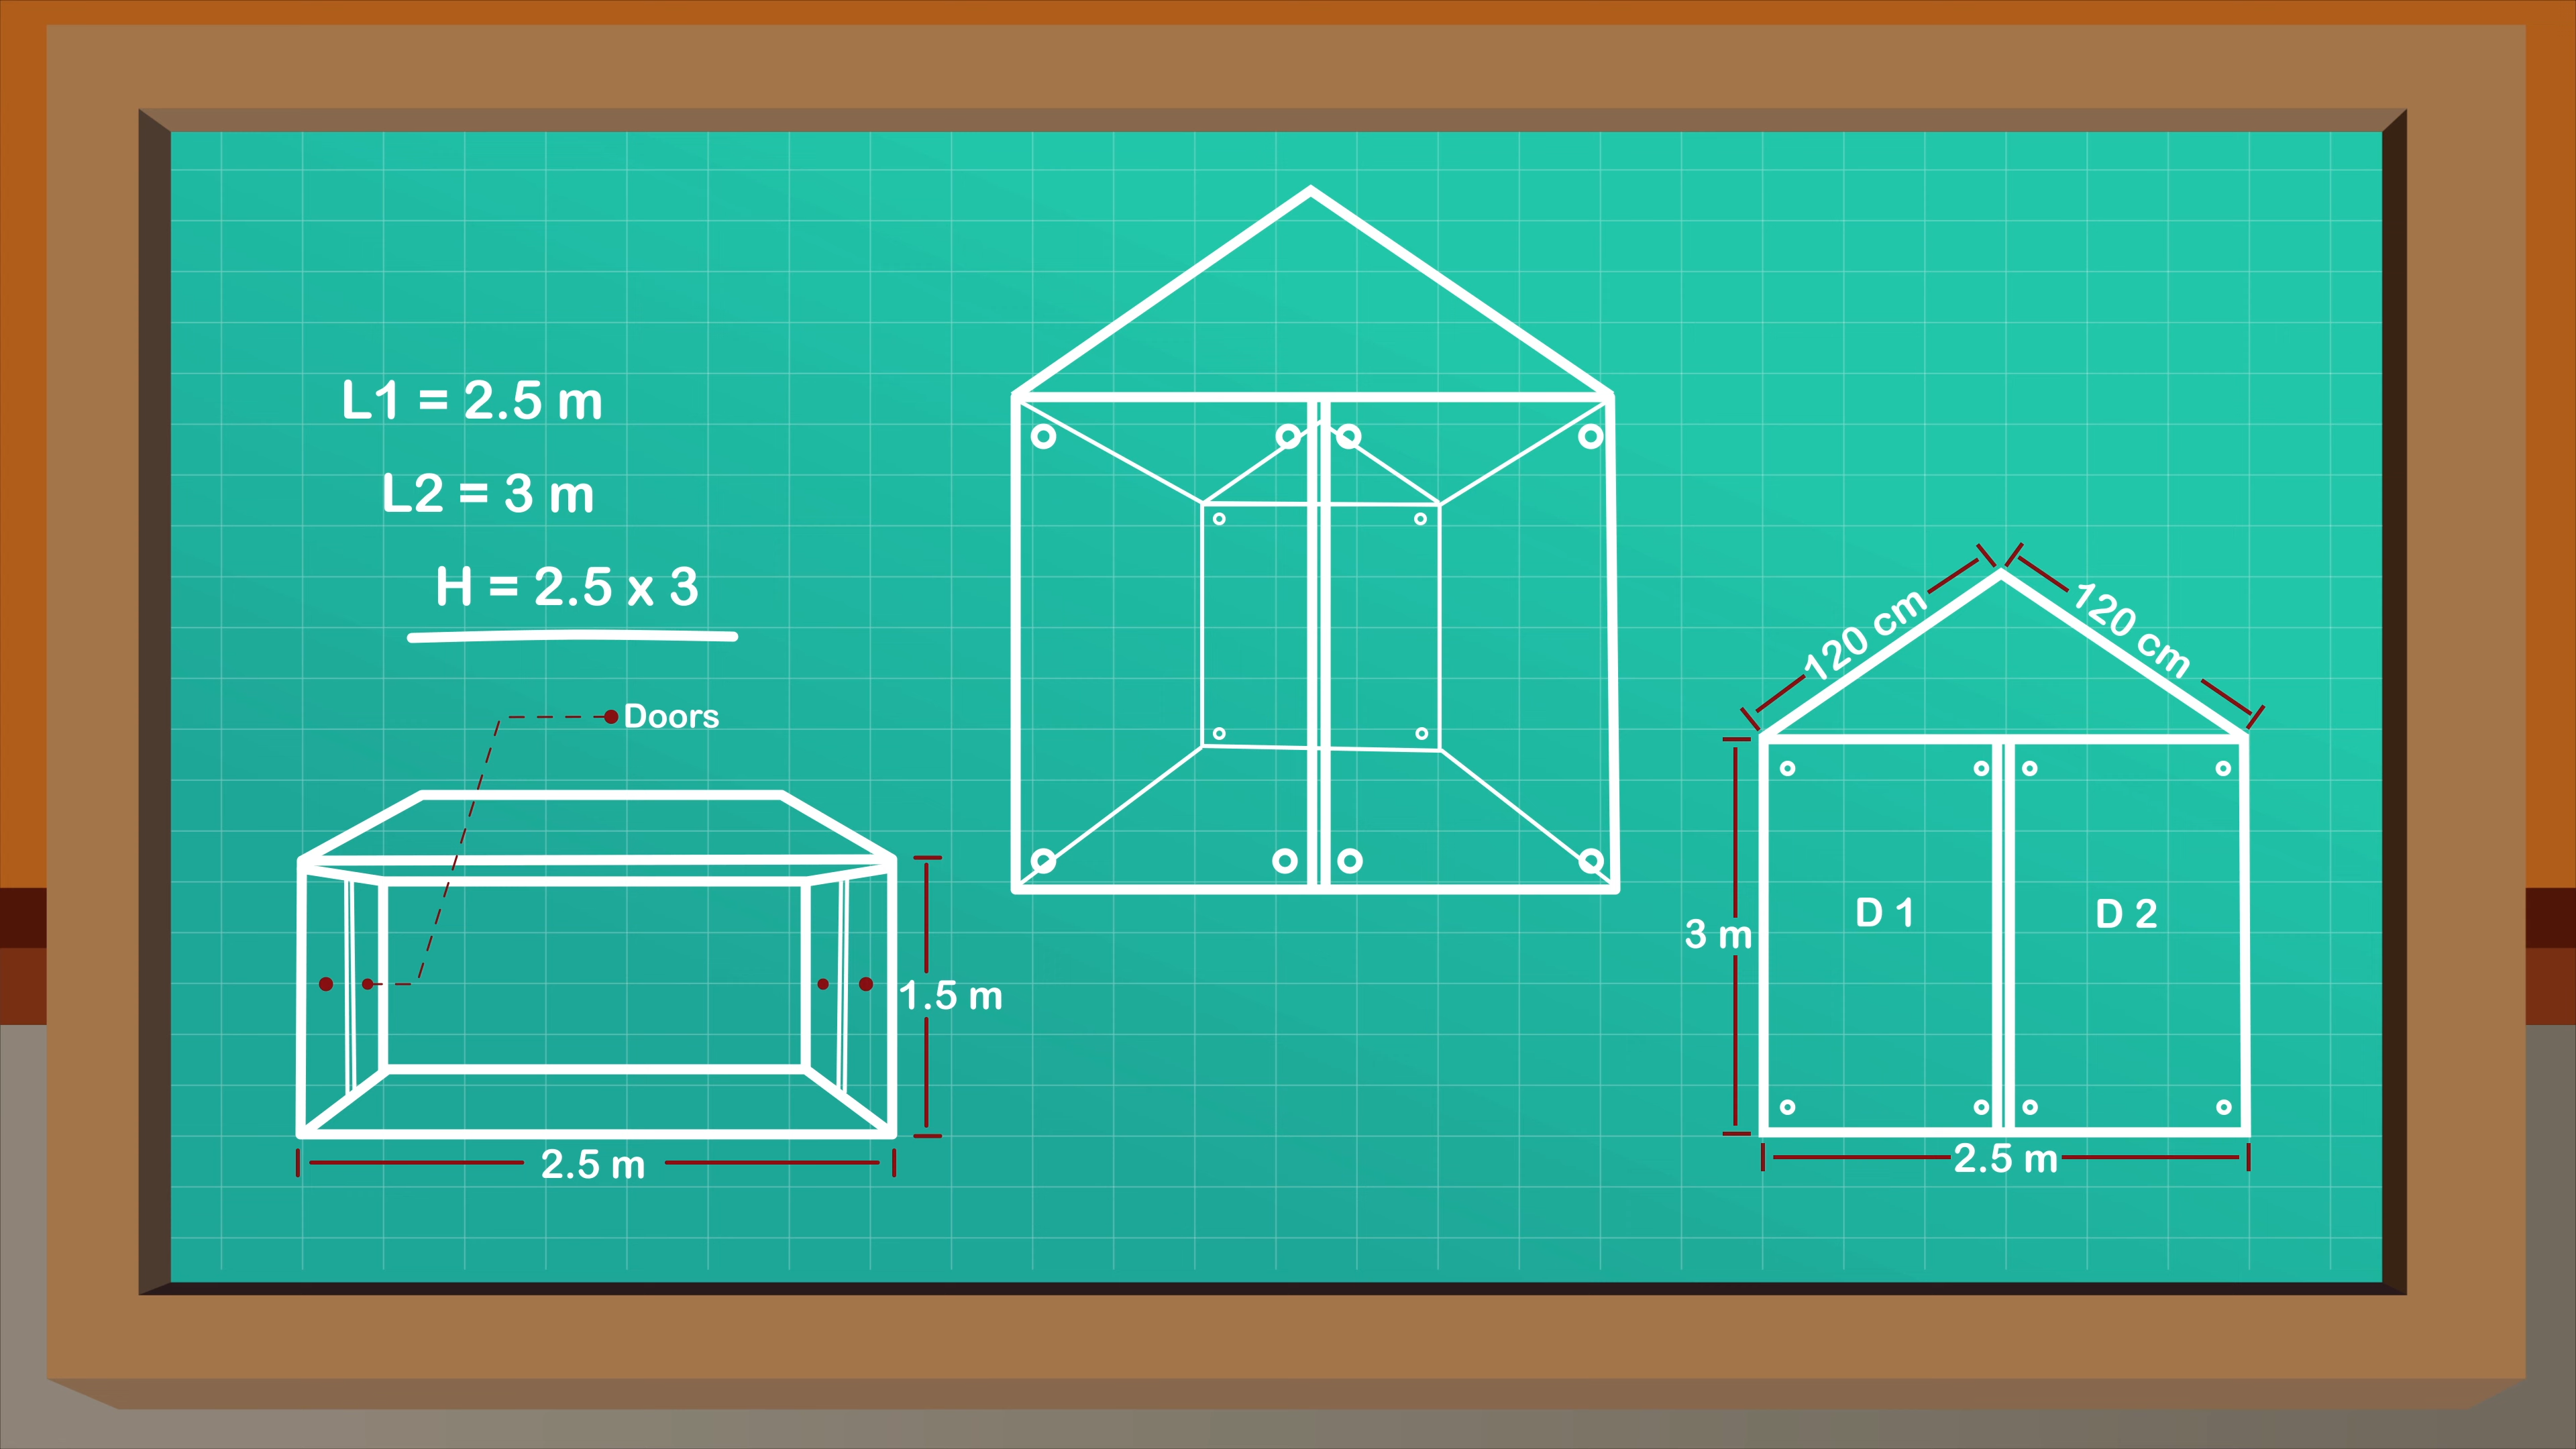 L1 = 2.5 m
L2 = 3 m
H = 2.5 x 3
Doors
1.5 m
2.5 m
120 cm
120 cm
3 m
D 1
D 2
2.5 m